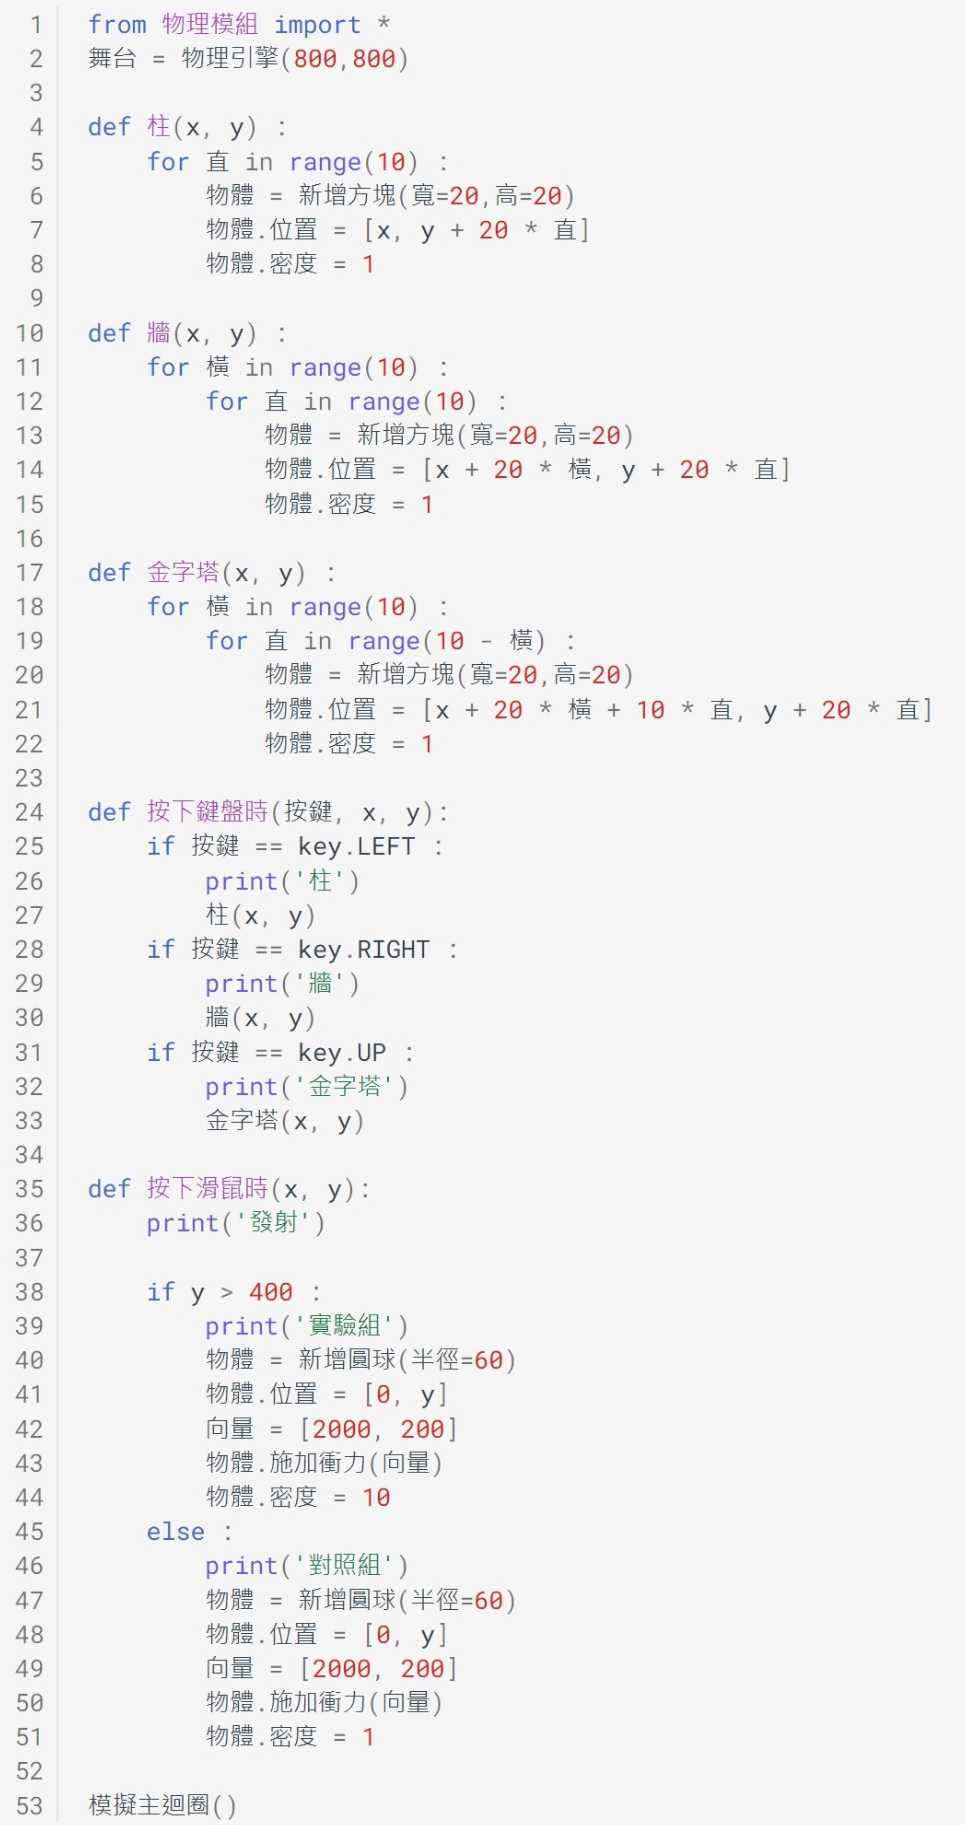 1 from 物理模組 import *
2 舞台 = 物理引擎(800,800)
3
4 def 柱(x, y) :
5     for 直 in range(10) :
6         物體 = 新增方塊(寬=20,高=20)
7         物體.位置 = [x, y + 20 * 直]
8         物體.密度 = 1
9
10 def 牆(x, y) :
11     for 橫 in range(10) :
12         for 直 in range(10) :
13             物體 = 新增方塊(寬=20,高=20)
14             物體.位置 = [x + 20 * 橫, y + 20 * 直]
15             物體.密度 = 1
16
17 def 金字塔(x, y) :
18     for 橫 in range(10) :
19         for 直 in range(10 - 橫) :
20             物體 = 新增方塊(寬=20,高=20)
21             物體.位置 = [x + 20 * 橫 + 10 * 直, y + 20 * 直]
22             物體.密度 = 1
23
24 def 按下鍵盤時(按鍵, x, y):
25     if 按鍵 == key.LEFT :
26         print('柱')
27         柱(x, y)
28     if 按鍵 == key.RIGHT :
29         print('牆')
30         牆(x, y)
31     if 按鍵 == key.UP :
32         print('金字塔')
33         金字塔(x, y)
34
35 def 按下滑鼠時(x, y):
36     print('發射')
37
38     if y > 400 :
39         print('實驗組')
40         物體 = 新增圓球(半徑=60)
41         物體.位置 = [0, y]
42         向量 = [2000, 200]
43         物體.施加衝力(向量)
44         物體.密度 = 10
45     else :
46         print('對照組')
47         物體 = 新增圓球(半徑=60)
48         物體.位置 = [0, y]
49         向量 = [2000, 200]
50         物體.施加衝力(向量)
51         物體.密度 = 1
52
53 模擬主迴圈()